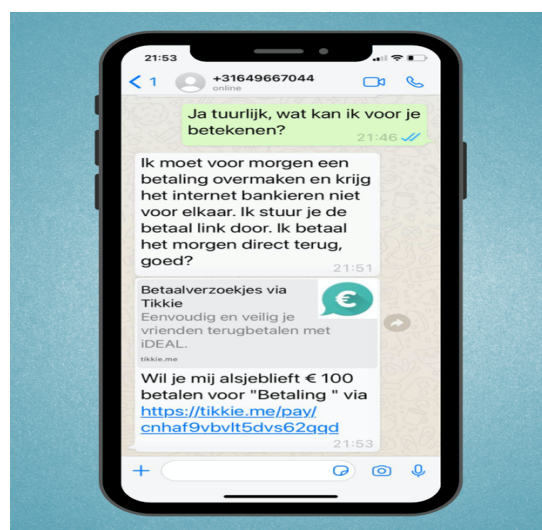 21:53
1
+31649667044
online
Ja tuurlijk, wat kan ik voor je
betekenen?
21:46
Ik moet voor morgen een
betaling overmaken en krijg
het internet bankieren niet
voor elkaar. Ik stuur je de
betaal link door. Ik betaal
het morgen direct terug,
goed?
21:51
Betaalverzoekjes via
Tikkie
Eenvoudig en veilig je
vrienden terugbetalen met
iDEAL.
tikkie.me
Wil je mij alsjeblieft € 100
betalen voor "Betaling " via
https://tikkie.me/pay/
cnhaf9vbvlt5dvs62qqd
21:53